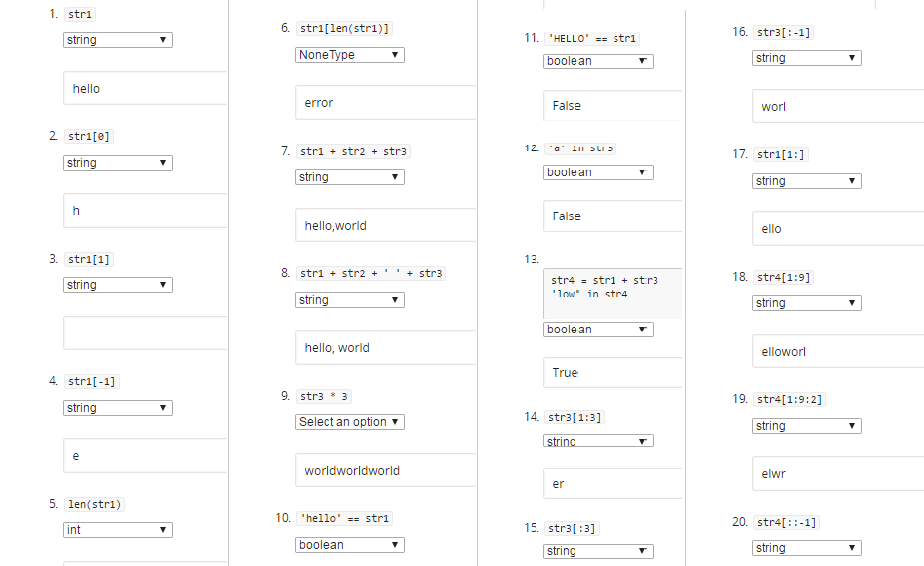 1. str1
string
hello
2. str1[0]
string
h
3. str1[1]
string
4. str1[-1]
string
e
5. len(str1)
int
6. str1[len(str1)]
NoneType
error
7. str1 + str2 + str3
string
hello,world
8. str1 + str2 + ' ' + str3
string
hello, world
9. str3 * 3
Select an option
worldworldworld
10. 'hello' == str1
boolean
11. 'HELLO' == str1
boolean
False
12. 'a' in str3
boolean
False
13.
str4 = str1 + str3
"low" in str4
boolean
True
14. str3[1:3]
string
er
15. str3[:3]
string
16. str3[:-1]
string
worl
17. str1[1:]
string
ello
18. str4[1:9]
string
elloworl
19. str4[1:9:2]
string
elwr
20. str4[::-1]
string